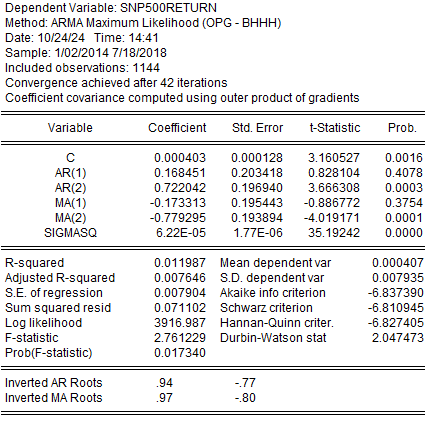 Dependent Variable: SNP500RETURN
Method: ARMA Maximum Likelihood (OPG - BHHH)
Date: 10/24/24 Time: 14:41
Sample: 1/02/2014 7/18/2018
Included observations: 1144
Convergence achieved after 42 iterations
Coefficient covariance computed using outer product of gradients
Variable Coefficient Std. Error t-Statistic Prob.
C 0.000403 0.000128 3.160527 0.0016
AR(1) 0.168451 0.203418 0.828104 0.4078
AR(2) 0.722042 0.196940 3.666308 0.0003
MA(1) -0.173313 0.195443 -0.886772 0.3754
MA(2) -0.779295 0.193894 -4.019171 0.0001
SIGMASQ 6.22E-05 1.77E-06 35.19242 0.0000
R-squared 0.011987 Mean dependent var 0.000407
Adjusted R-squared 0.007646 S.D. dependent var 0.007935
S.E. of regression 0.007904 Akaike info criterion -6.837390
Sum squared resid 0.071102 Schwarz criterion -6.810945
Log likelihood 3916.987 Hannan-Quinn criter. -6.827405
F-statistic 2.761229 Durbin-Watson stat 2.047473
Prob(F-statistic) 0.017340
Inverted AR Roots .94 -.77
Inverted MA Roots .97 -.80